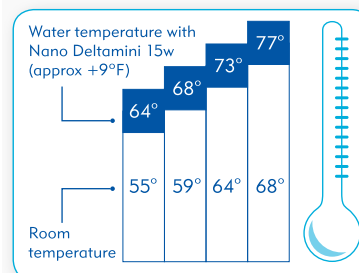 Water temperature with
Nano Deltamini 15w
(approx +9°F)
64° 68° 73° 77°
55° 59° 64° 68°
Room
temperature